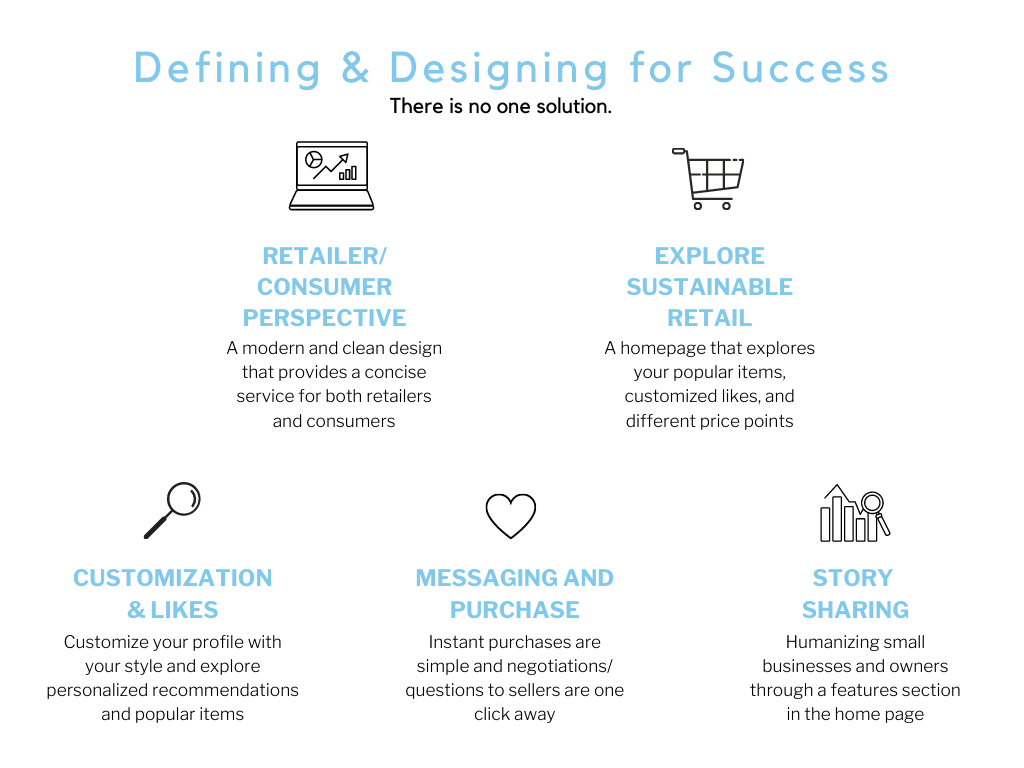 Defining & Designing for Success
There is no one solution.
RETAILER/
CONSUMER
PERSPECTIVE
A modern and clean design
that provides a concise
service for both retailers
and consumers
EXPLORE
SUSTAINABLE
RETAIL
A homepage that explores
your popular items,
customized likes, and
different price points
CUSTOMIZATION
& LIKES
Customize your profile with
your style and explore
personalized recommendations
and popular items
MESSAGING AND
PURCHASE
Instant purchases are
simple and negotiations/
questions to sellers are one
click away
STORY
SHARING
Humanizing small
businesses and owners
through a features section
in the home page